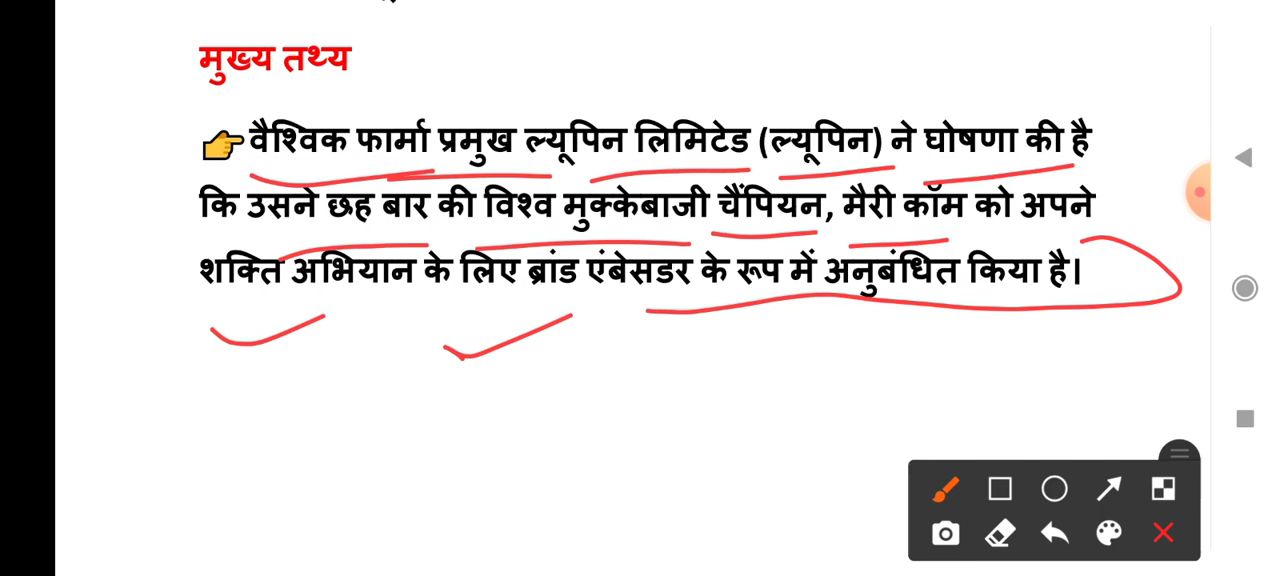 मुख्य तथ्य
👉वैश्विक फार्मा प्रमुख ल्यूपिन लिमिटेड (ल्यूपिन) ने घोषणा की है
कि उसने छह बार की विश्व मुक्केबाजी चैंपियन, मैरी कॉम को अपने
शक्ति अभियान के लिए ब्रांड एंबेसडर के रूप में अनुबंधित किया है।